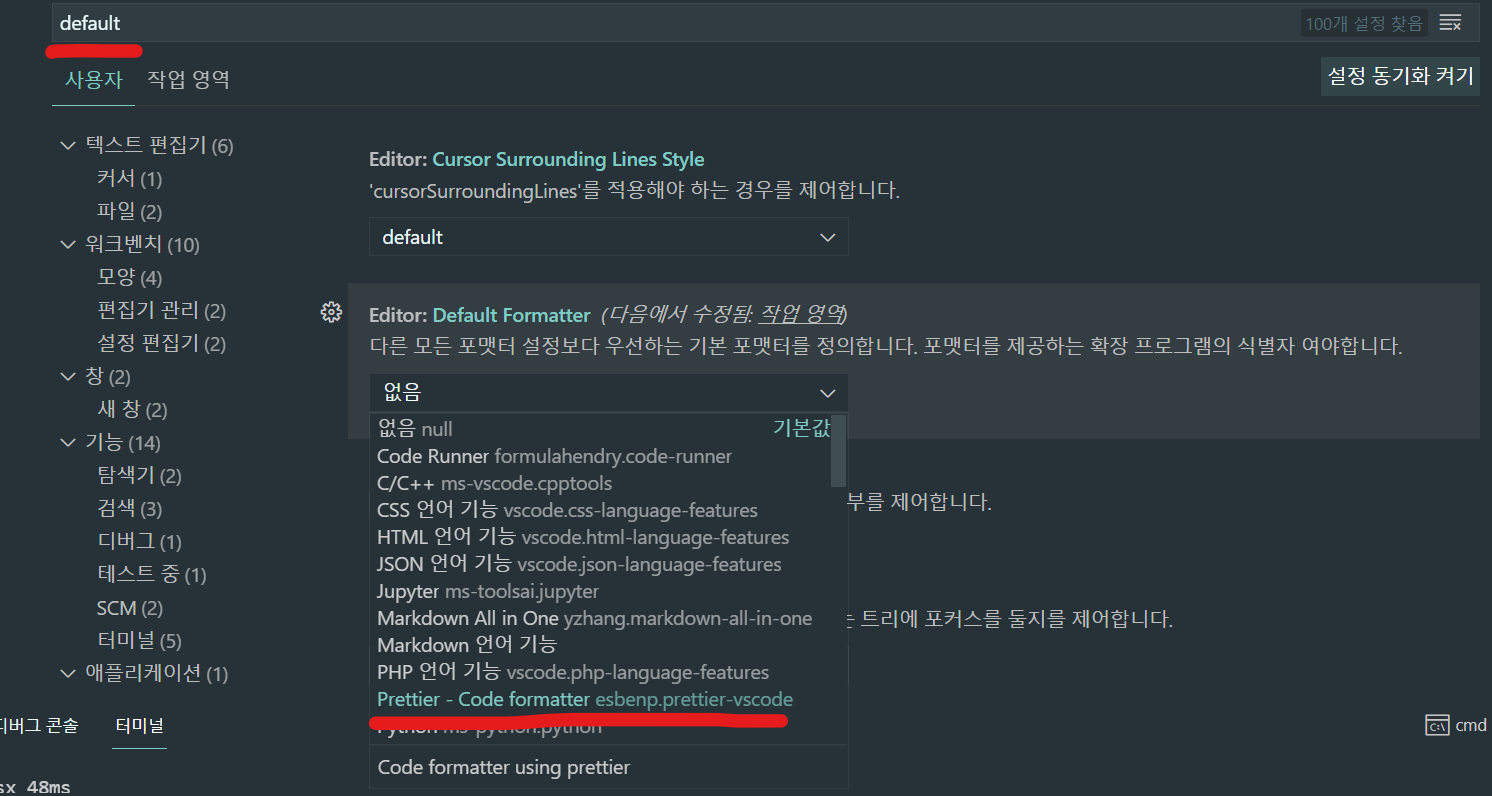 default
100개 설정 찾음
사용자 작업 영역
설정 동기화 켜기
텍스트 편집기 (6)
커서 (1)
파일 (2)
워크벤치 (10)
모양 (4)
편집기 관리 (2)
설정 편집기 (2)
창 (2)
새 창 (2)
기능 (14)
탐색기 (2)
검색 (3)
디버그 (1)
테스트 중 (1)
SCM (2)
터미널 (5)
애플리케이션 (1)
Editor: Cursor Surrounding Lines Style
'cursorSurroundingLines'를 적용해야 하는 경우를 제어합니다.
default
Editor: Default Formatter (다음에서 수정됨: 작업 영역)
다른 모든 포맷터 설정보다 우선하는 기본 포맷터를 정의합니다. 포맷터를 제공하는 확장 프로그램의 식별자 여야합니다.
없음
없음 null 기본값
Code Runner formulahendry.code-runner
C/C++ ms-vscode.cpptools
CSS 언어 기능 vscode.css-language-features
HTML 언어 기능 vscode.html-language-features
JSON 언어 기능 vscode.json-language-features
Jupyter ms-toolsai.jupyter
Markdown All in One yzhang.markdown-all-in-one
Markdown 언어 기능
PHP 언어 기능 vscode.php-language-features
Prettier - Code formatter esbenp.prettier-vscode
Python ms-python.python
Code formatter using prettier
부를 제어합니다.
트리에 포커스를 둘지를 제어합니다.
디버그 콘솔 터미널
cmd
sx 48ms